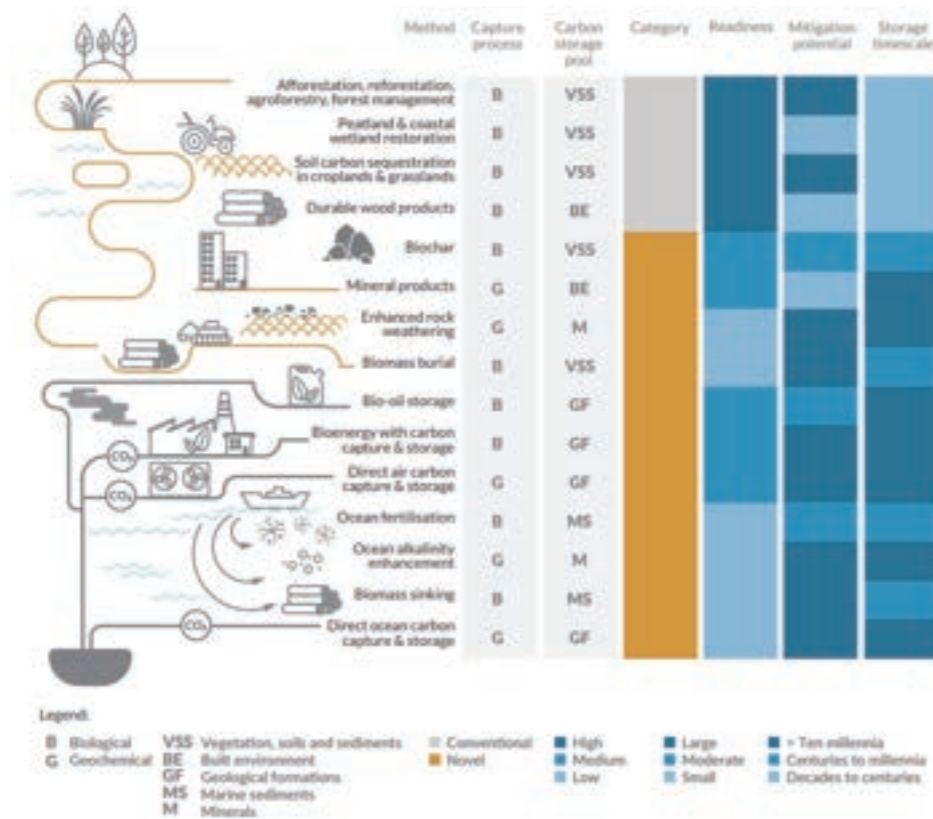 Method Capture process Carbon storage pool Category Readiness Mitigation potential Storage timescale
Afforestation, reforestation,
agroforestry, forest management B VSS
Peatland & coastal
wetland restoration B VSS
Soil carbon sequestration
in croplands & grasslands B VSS
Durable wood products B BE
Biochar B VSS
Mineral products G BE
Enhanced rock
weathering G M
Biomass burial B VSS
Bio-oil storage B GF
Bioenergy with carbon
capture & storage B GF
CO₂
Direct air carbon
capture & storage G GF
CO₂
Ocean fertilisation B MS
Ocean alkalinity
enhancement G M
Biomass sinking B MS
Direct ocean carbon
capture & storage G GF
CO₂
Legend:
B Biological VSS Vegetation, soils and sediments Conventional High Large > Ten millennia
G Geochemical BE Built environment Novel Medium Moderate Centuries to millennia
GF Geological formations Low Small Decades to centuries
MS Marine sediments
M Minerals